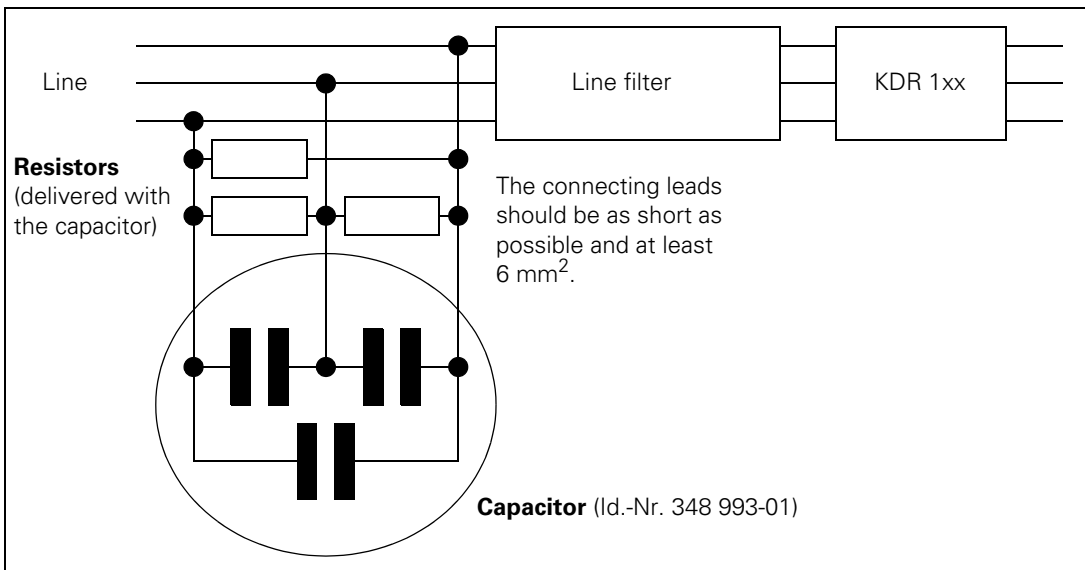 Line
Line filter
KDR 1xx
Resistors
(delivered with
the capacitor)
The connecting leads
should be as short as
possible and at least
6 mm2.
Capacitor (Id.-Nr. 348 993-01)